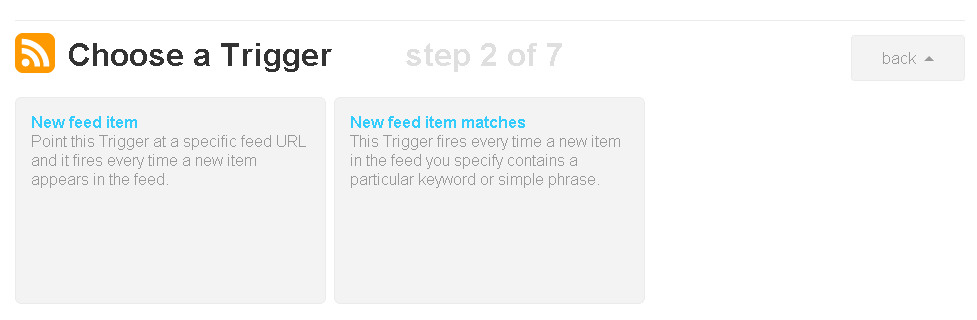 Choose a Trigger step 2 of 7 back
New feed item
Point this Trigger at a specific feed URL
and it fires every time a new item
appears in the feed.
New feed item matches
This Trigger fires every time a new item
in the feed you specify contains a
particular keyword or simple phrase.